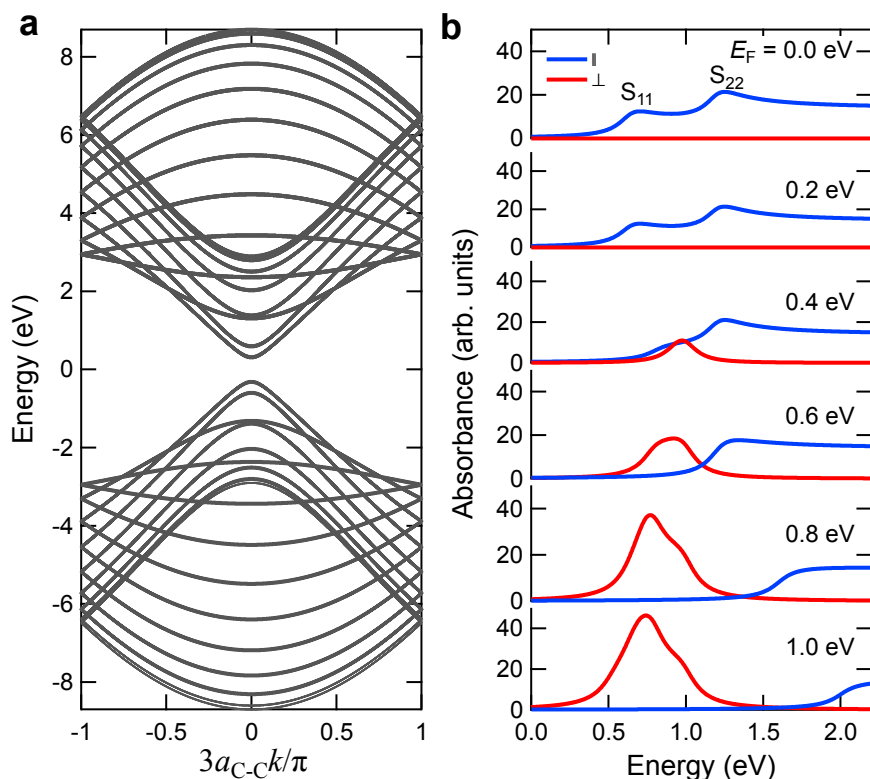 a
Energy (eV)
8
6
4
2
0
-2
-4
-6
-8
-1
-0.5
0
0.5
1
3a_C-C k/π
b
Absorbance (arb. units)
∥
⊥
E_F = 0.0 eV
S₁₁
S₂₂
40
20
0
0.2 eV
40
20
0
0.4 eV
40
20
0
0.6 eV
40
20
0
0.8 eV
40
20
0
1.0 eV
40
20
0
0.0
0.5
1.0
1.5
2.0
Energy (eV)